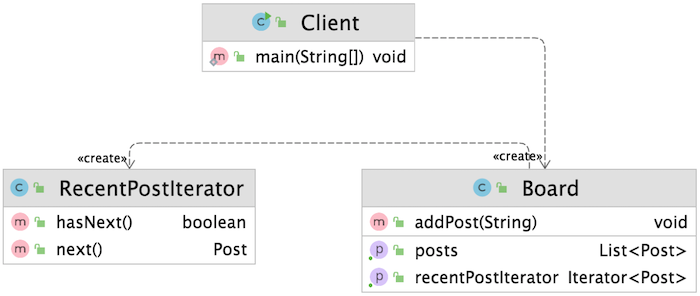 Client
main(String[]) void
«create»
«create»
RecentPostIterator
hasNext() boolean
next() Post
Board
addPost(String) void
posts List<Post>
recentPostIterator Iterator<Post>